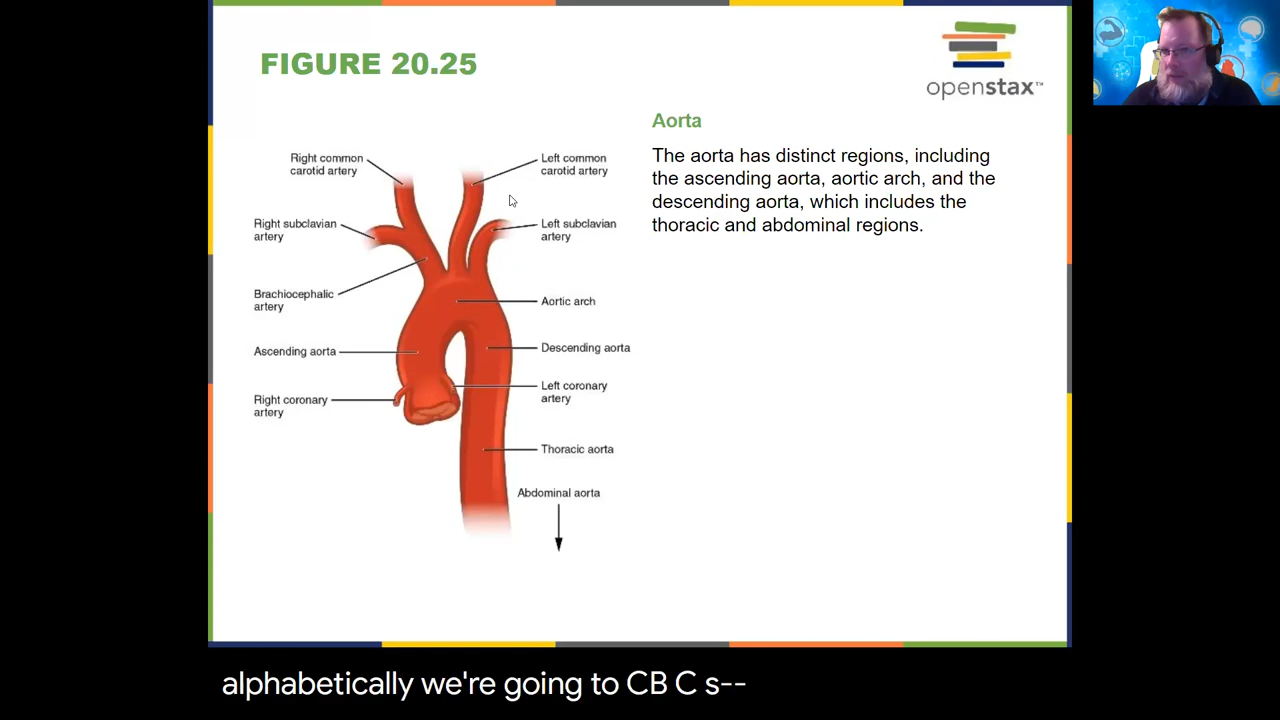 FIGURE 20.25
openstax™
Aorta
The aorta has distinct regions, including
the ascending aorta, aortic arch, and the
descending aorta, which includes the
thoracic and abdominal regions.
Right common
carotid artery
Left common
carotid artery
Right subclavian
artery
Left subclavian
artery
Brachiocephalic
artery
Aortic arch
Ascending aorta
Descending aorta
Right coronary
artery
Left coronary
artery
Thoracic aorta
Abdominal aorta
alphabetically we're going to CB C s--